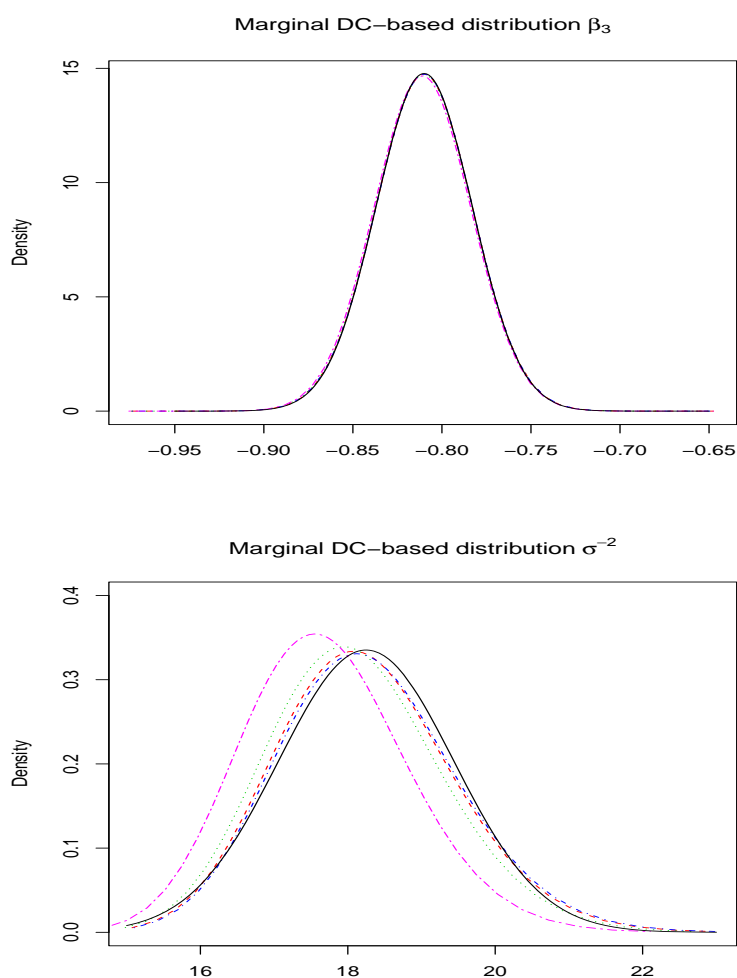 Marginal DC−based distribution β₃
15
10
5
0
Density
−0.95 −0.90 −0.85 −0.80 −0.75 −0.70 −0.65
Marginal DC−based distribution σ⁻²
0.4
0.3
0.2
0.1
0.0
Density
16 18 20 22